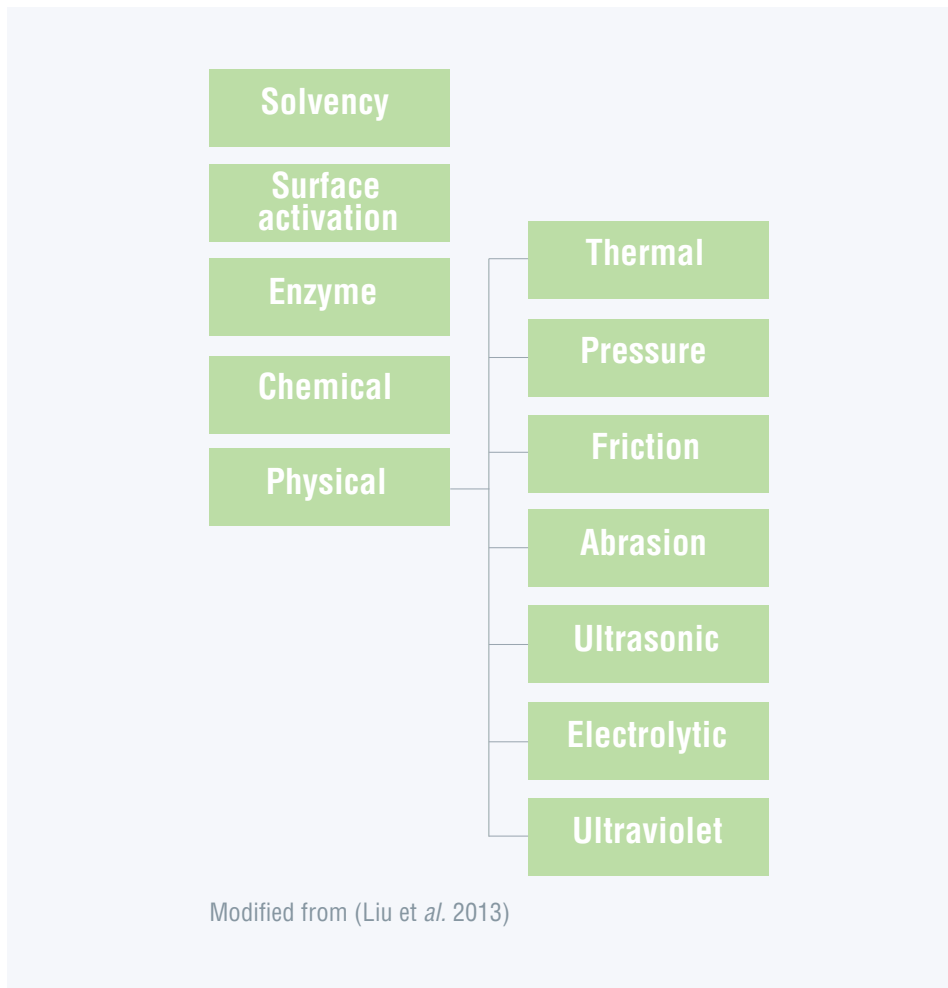 Solvency
Surface
activation
Enzyme
Chemical
Physical
Thermal
Pressure
Friction
Abrasion
Ultrasonic
Electrolytic
Ultraviolet
Modified from (Liu et al. 2013)